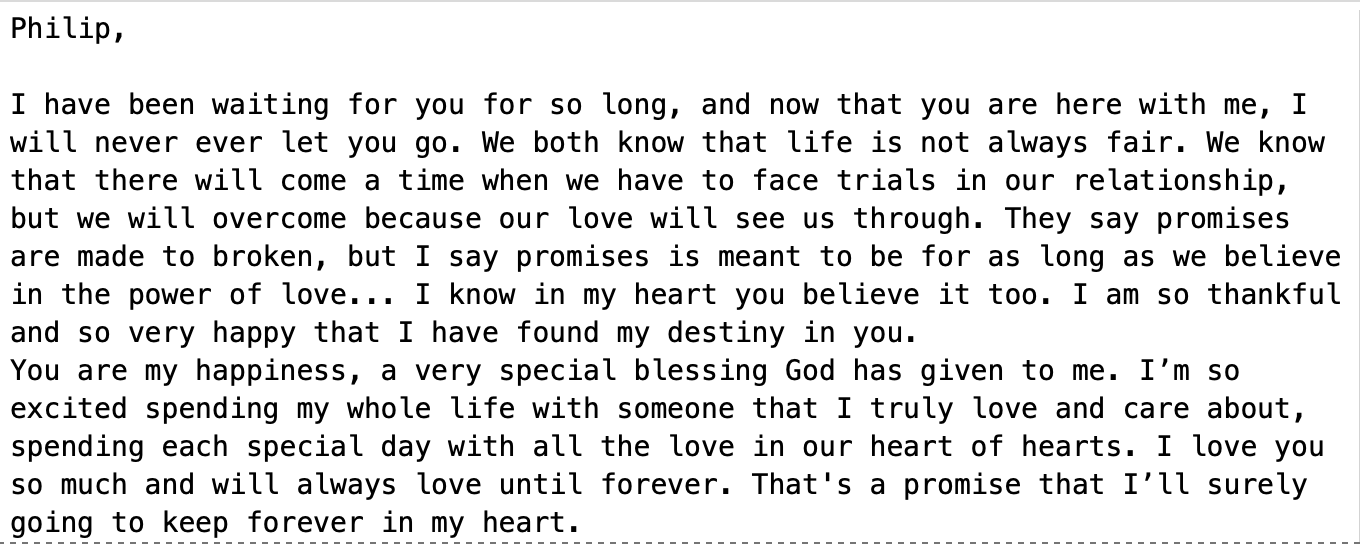 Philip,

I have been waiting for you for so long, and now that you are here with me, I
will never ever let you go. We both know that life is not always fair. We know
that there will come a time when we have to face trials in our relationship,
but we will overcome because our love will see us through. They say promises
are made to broken, but I say promises is meant to be for as long as we believe
in the power of love... I know in my heart you believe it too. I am so thankful
and so very happy that I have found my destiny in you.
You are my happiness, a very special blessing God has given to me. I’m so
excited spending my whole life with someone that I truly love and care about,
spending each special day with all the love in our heart of hearts. I love you
so much and will always love until forever. That's a promise that I’ll surely
going to keep forever in my heart.